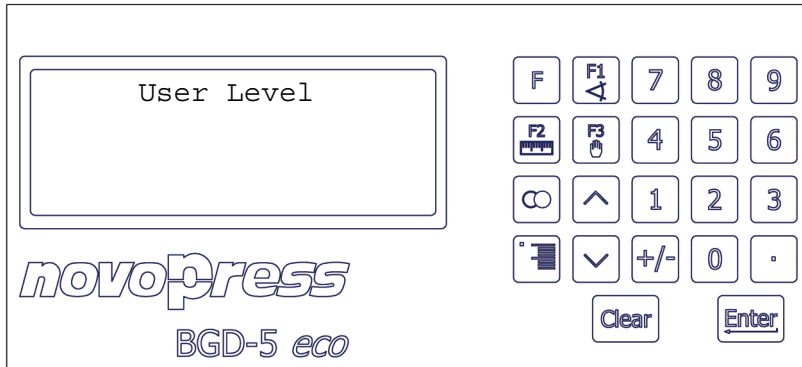 User Level
F F1 7 8 9
F2 F3 4 5 6
1 2 3
+/- 0 .
Clear Enter
novopress
BGD-5 eco